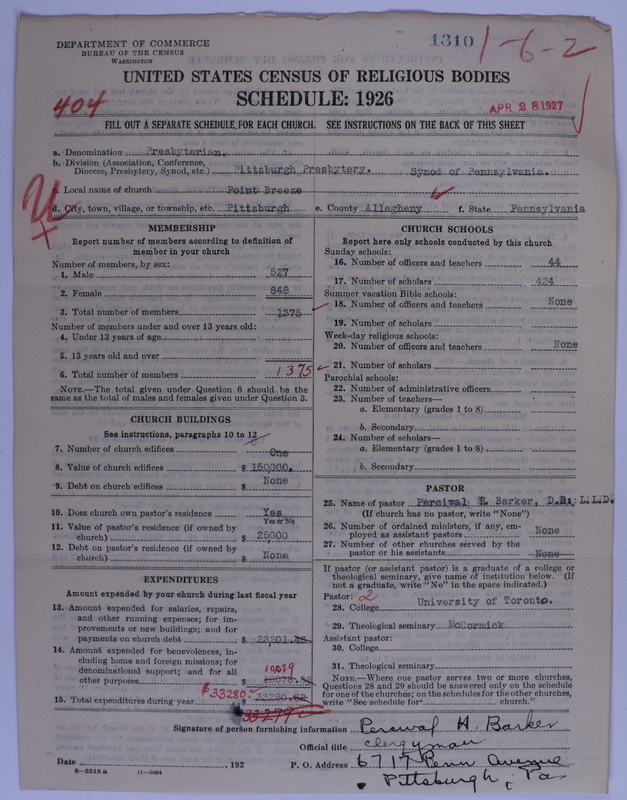 DEPARTMENT OF COMMERCE
BUREAU OF THE CENSUS
WASHINGTON
1310
1-6-2
UNITED STATES CENSUS OF RELIGIOUS BODIES
SCHEDULE: 1926
404
APR 28 1927
FILL OUT A SEPARATE SCHEDULE FOR EACH CHURCH. SEE INSTRUCTIONS ON THE BACK OF THIS SHEET
a. Denomination Presbyterian.
b. Division (Association, Conference,
Diocese, Presbytery, Synod, etc.) Pittsburgh Presbytery. Synod of Pennsylvania.
c. Local name of church Point Breeze
d. City, town, village, or township, etc. Pittsburgh e. County Allegheny f. State Pennsylvania
MEMBERSHIP
Report number of members according to definition of
member in your church
Number of members, by sex:
1. Male 527
2. Female 848
3. Total number of members 1375
Number of members under and over 13 years old:
4. Under 13 years of age
5. 13 years old and over
6. Total number of members 1375
NOTE.—The total given under Question 6 should be the
same as the total of males and females given under Question 3.
CHURCH BUILDINGS
See instructions, paragraphs 10 to 12
7. Number of church edifices One
8. Value of church edifices $ 150000.
9. Debt on church edifices $ None
10. Does church own pastor's residence Yes
Yes or No
11. Value of pastor's residence (if owned by
church) $ 25000
12. Debt on pastor's residence (if owned by
church) $ None
EXPENDITURES
Amount expended by your church during last fiscal year
13. Amount expended for salaries, repairs,
and other running expenses; for im-
provements or new buildings; and for
payments on church debt $ 23,201.
14. Amount expended for benevolences, in-
cluding home and foreign missions; for
denominational support; and for all
other purposes $ 10079
$33280.
15. Total expenditures during year $ 33280.82
CHURCH SCHOOLS
Report here only schools conducted by this church
Sunday schools:
16. Number of officers and teachers 44
17. Number of scholars 424
Summer vacation Bible schools:
18. Number of officers and teachers None
19. Number of scholars
Week-day religious schools:
20. Number of officers and teachers None
21. Number of scholars
Parochial schools:
22. Number of administrative officers
23. Number of teachers—
a. Elementary (grades 1 to 8)
b. Secondary
24. Number of scholars—
a. Elementary (grades 1 to 8)
b. Secondary
PASTOR
25. Name of pastor Percival H. Barker, D.D; L.L.D.
(If church has no pastor, write "None")
26. Number of ordained ministers, if any, em-
ployed as assistant pastors None
27. Number of other churches served by the
pastor or his assistants None
If pastor (or assistant pastor) is a graduate of a college or
theological seminary, give name of institution below. (If
not a graduate, write "No" in the space indicated.)
Pastor: 2
28. College University of Toronto.
29. Theological seminary McCormick
Assistant pastor:
30. College
31. Theological seminary
NOTE.—Where one pastor serves two or more churches,
Questions 28 and 29 should be answered only on the schedule
for one of the churches; on the schedules for the other churches,
write "See schedule for church."
Signature of person furnishing information Percival H. Barker
Official title Clergyman
Date , 192 P. O. Address 6717 Penn Avenue
Pittsburgh, Pa
8—5518 a 11—9084